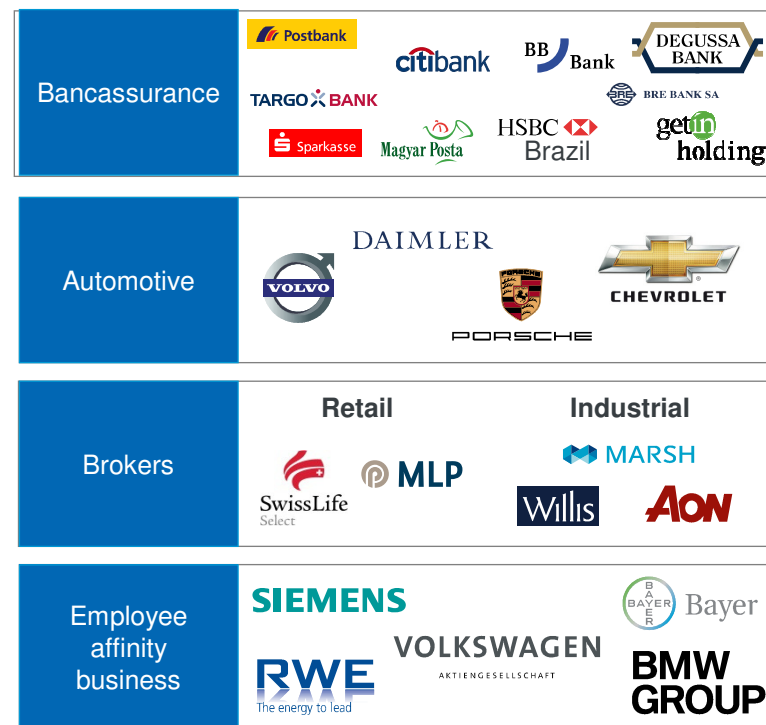 Bancassurance
Postbank
citibank
BB Bank
DEGUSSA
BANK
TARGO BANK
BRE BRE BANK SA
S Sparkasse
Magyar Posta
HSBC
Brazil
getin
holding
Automotive
VOLVO
DAIMLER
PORSCHE
PORSCHE
CHEVROLET
Brokers
Retail
Industrial
SwissLife
Select
MLP
MARSH
Willis
AON
Employee
affinity
business
SIEMENS
BAYER
BAYER
Bayer
VOLKSWAGEN
AKTIENGESELLSCHAFT
RWE
The energy to lead
BMW
GROUP